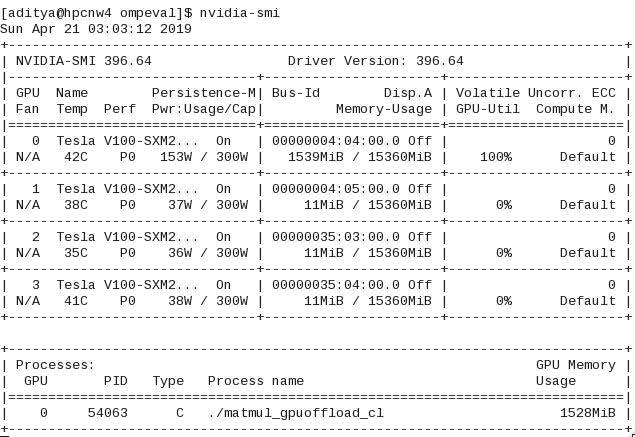 [aditya@hpcnw4 ompeval]$ nvidia-smi
Sun Apr 21 03:03:12 2019
+-----------------------------------------------------------------------------+
| NVIDIA-SMI 396.64                 Driver Version: 396.64                    |
|-------------------------------+----------------------+----------------------+
| GPU  Name        Persistence-M| Bus-Id        Disp.A | Volatile Uncorr. ECC |
| Fan  Temp  Perf  Pwr:Usage/Cap|         Memory-Usage | GPU-Util  Compute M. |
|===============================+======================+======================|
|   0  Tesla V100-SXM2...  On   | 00000004:04:00.0 Off |                    0 |
| N/A   42C    P0   153W / 300W |   1539MiB / 15360MiB |    100%      Default |
+-------------------------------+----------------------+----------------------+
|   1  Tesla V100-SXM2...  On   | 00000004:05:00.0 Off |                    0 |
| N/A   38C    P0    37W / 300W |     11MiB / 15360MiB |      0%      Default |
+-------------------------------+----------------------+----------------------+
|   2  Tesla V100-SXM2...  On   | 00000035:03:00.0 Off |                    0 |
| N/A   35C    P0    36W / 300W |     11MiB / 15360MiB |      0%      Default |
+-------------------------------+----------------------+----------------------+
|   3  Tesla V100-SXM2...  On   | 00000035:04:00.0 Off |                    0 |
| N/A   41C    P0    38W / 300W |     11MiB / 15360MiB |      0%      Default |
+-------------------------------+----------------------+----------------------+

+-----------------------------------------------------------------------------+
| Processes:                                                       GPU Memory |
|  GPU       PID   Type   Process name                             Usage      |
|=============================================================================|
|    0     54063      C   ./matmul_gpuoffload_cl                      1528MiB |
+-----------------------------------------------------------------------------+